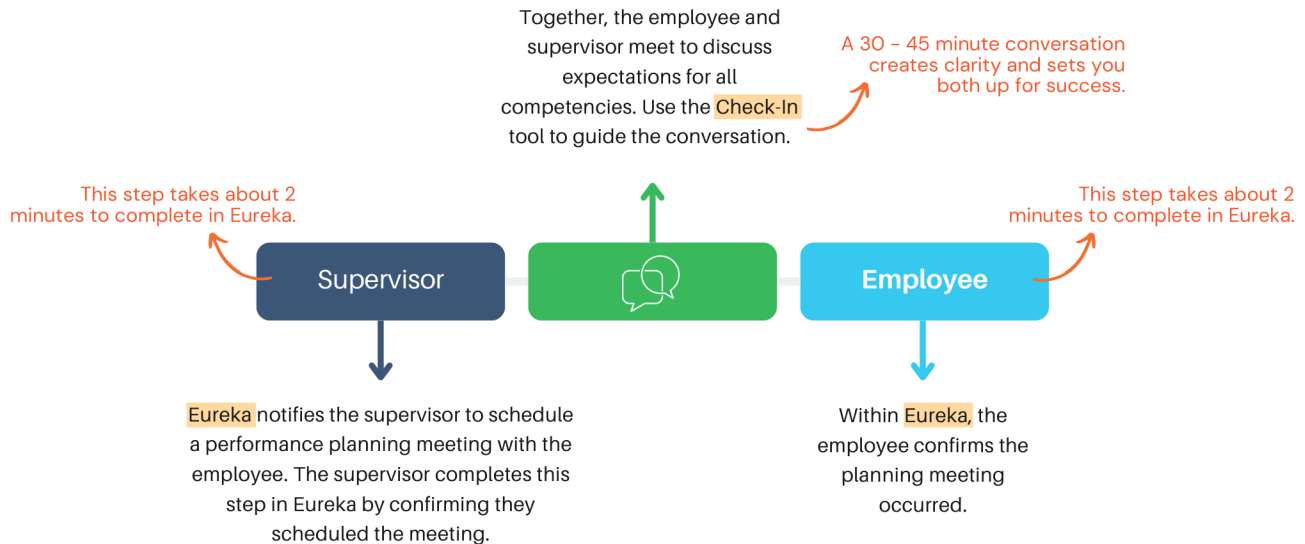 Together, the employee and
supervisor meet to discuss
expectations for all
competencies. Use the Check-In
tool to guide the conversation.
A 30 – 45 minute conversation
creates clarity and sets you
both up for success.
This step takes about 2
minutes to complete in Eureka.
This step takes about 2
minutes to complete in Eureka.
Supervisor
Employee
Eureka notifies the supervisor to schedule
a performance planning meeting with the
employee. The supervisor completes this
step in Eureka by confirming they
scheduled the meeting.
Within Eureka, the
employee confirms the
planning meeting
occurred.